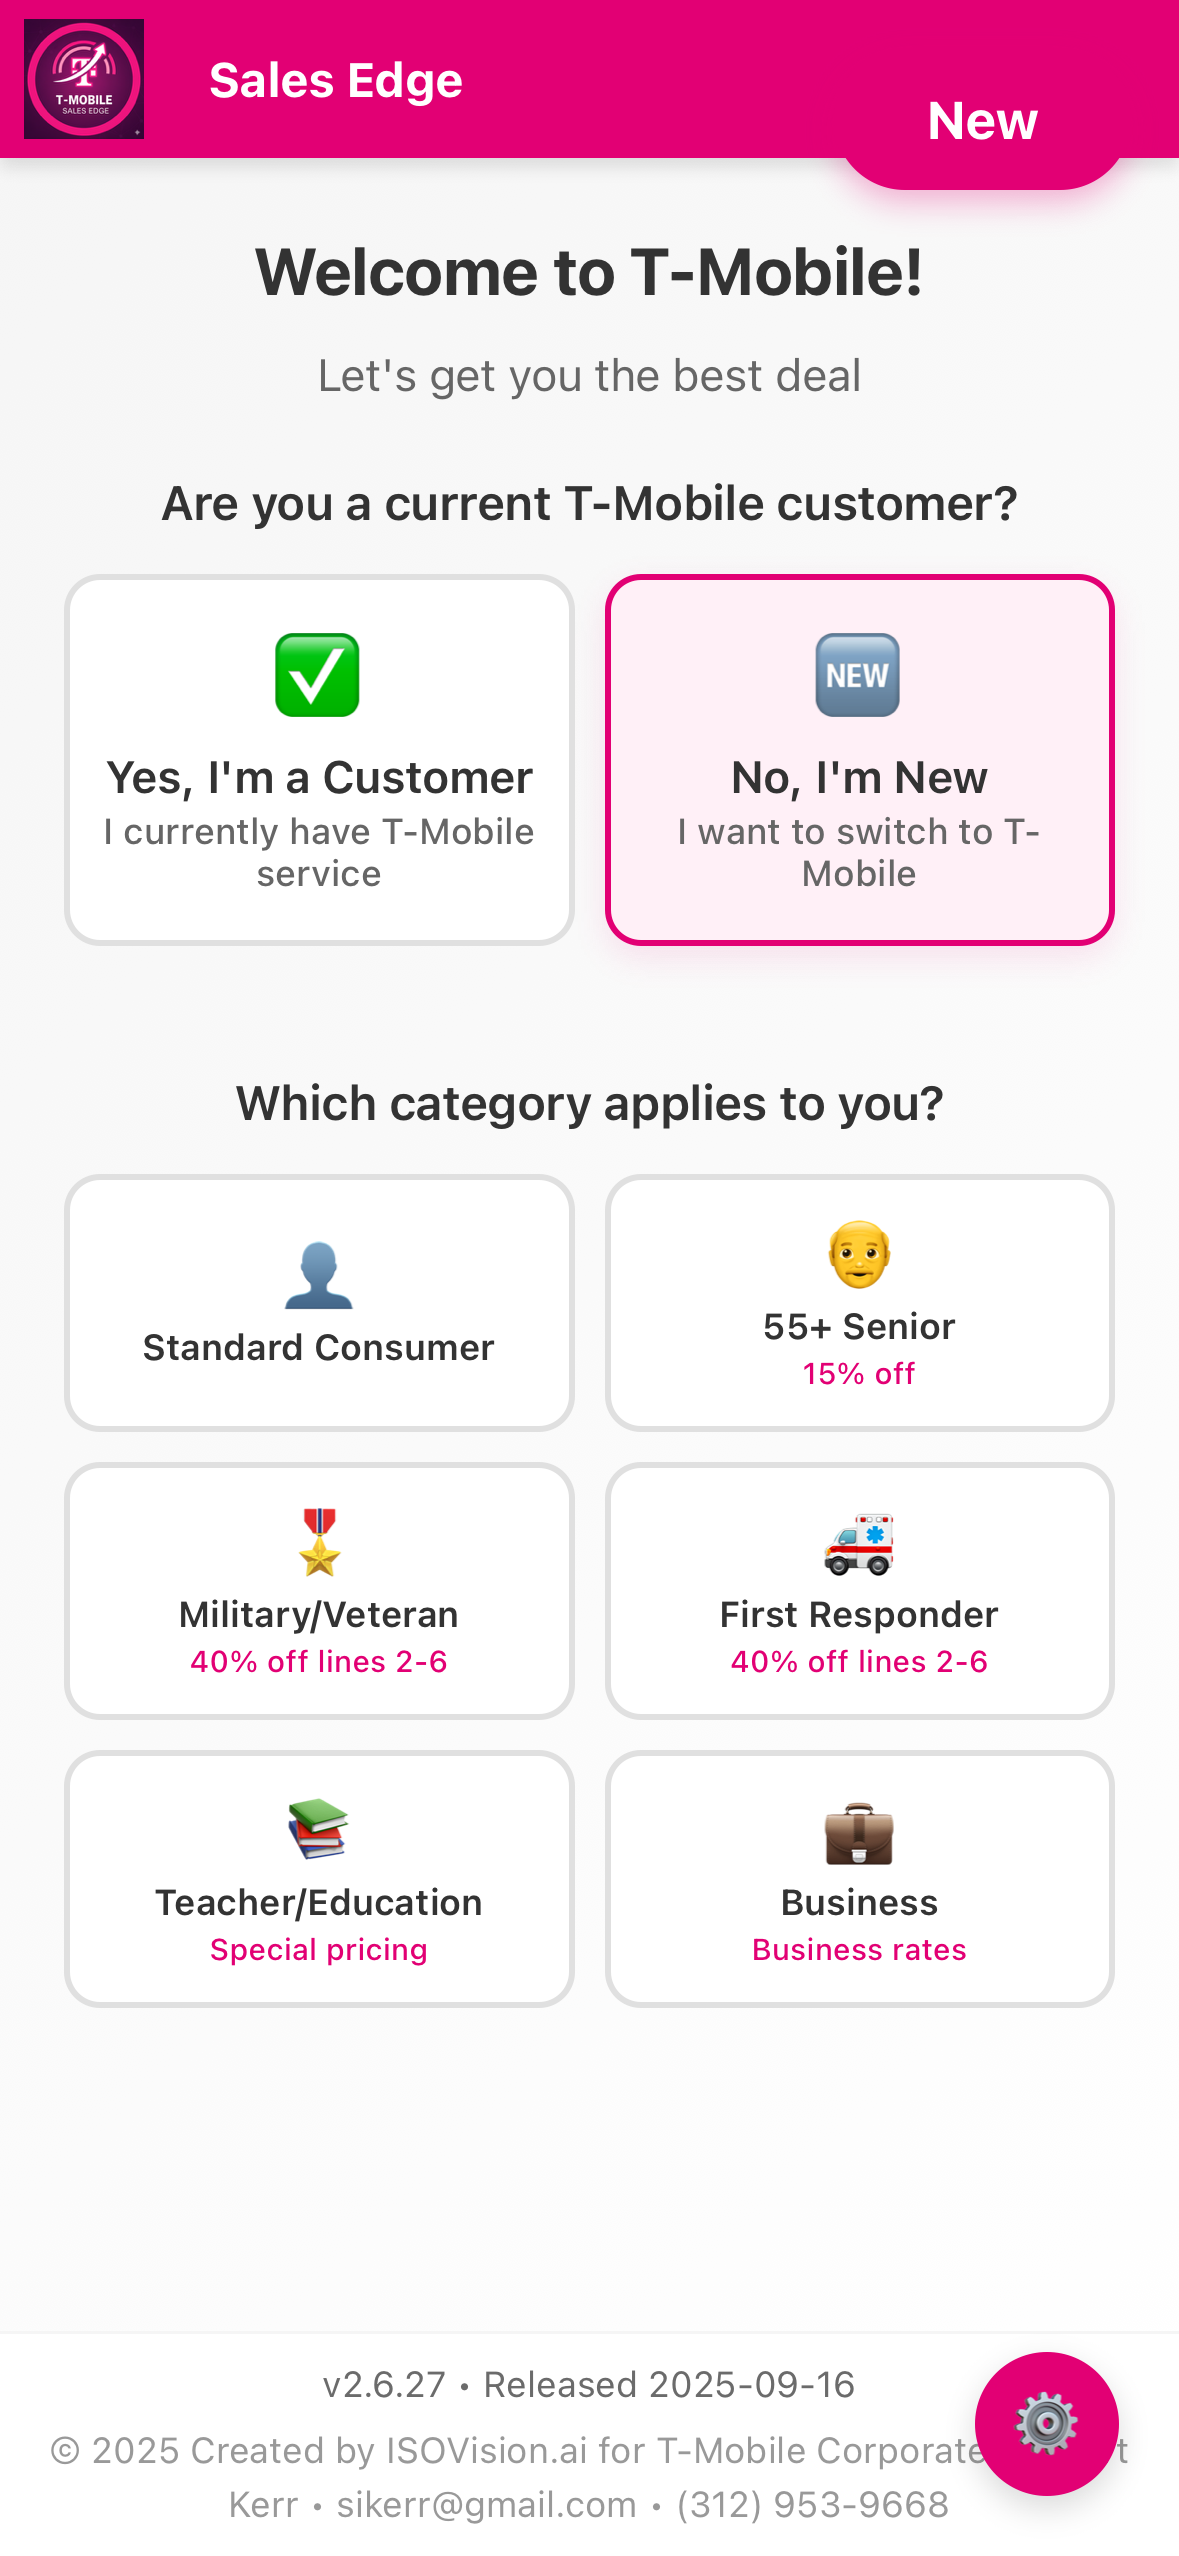 T-MOBILE
SALES EDGE
Sales Edge
New
Welcome to T-Mobile!
Let's get you the best deal
Are you a current T-Mobile customer?
Yes, I'm a Customer
I currently have T-Mobile
service
NEW
No, I'm New
I want to switch to T-
Mobile
Which category applies to you?
Standard Consumer
55+ Senior
15% off
Military/Veteran
40% off lines 2-6
First Responder
40% off lines 2-6
Teacher/Education
Special pricing
Business
Business rates
v2.6.27 • Released 2025-09-16
© 2025 Created by ISOVision.ai for T-Mobile Corporate
Kerr • sikerr@gmail.com • (312) 953-9668